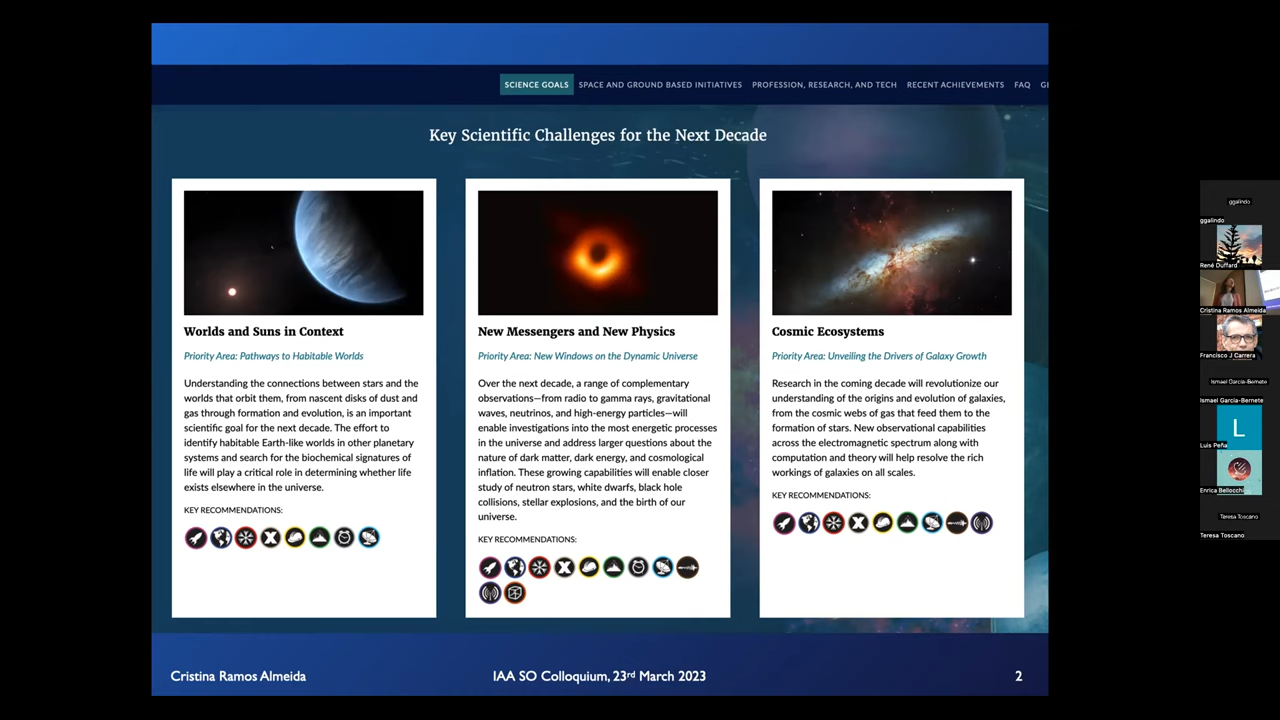 SCIENCE GOALS SPACE AND GROUND BASED INITIATIVES PROFESSION, RESEARCH, AND TECH RECENT ACHIEVEMENTS FAQ
Key Scientific Challenges for the Next Decade
Worlds and Suns in Context
Priority Area: Pathways to Habitable Worlds
Understanding the connections between stars and the
worlds that orbit them, from nascent disks of dust and
gas through formation and evolution, is an important
scientific goal for the next decade. The effort to
identify habitable Earth-like worlds in other planetary
systems and search for the biochemical signatures of
life will play a critical role in determining whether life
exists elsewhere in the universe.
KEY RECOMMENDATIONS:
New Messengers and New Physics
Priority Area: New Windows on the Dynamic Universe
Over the next decade, a range of complementary
observations—from radio to gamma rays, gravitational
waves, neutrinos, and high-energy particles—will
enable investigations into the most energetic processes
in the universe and address larger questions about the
nature of dark matter, dark energy, and cosmological
inflation. These growing capabilities will enable closer
study of neutron stars, white dwarfs, black hole
collisions, stellar explosions, and the birth of our
universe.
KEY RECOMMENDATIONS:
Cosmic Ecosystems
Priority Area: Unveiling the Drivers of Galaxy Growth
Research in the coming decade will revolutionize our
understanding of the origins and evolution of galaxies,
from the cosmic webs of gas that feed them to the
formation of stars. New observational capabilities
across the electromagnetic spectrum along with
computation and theory will help resolve the rich
workings of galaxies on all scales.
KEY RECOMMENDATIONS:
Cristina Ramos Almeida IAA SO Colloquium, 23rd March 2023 2
ggalindo
ggalindo
René Duffard
Cristina Ramos Almeida
Francisco J Carrera
Ismael Garcia-Bernete
Ismael Garcia-Bernete
L
Luis Peña
Enrica Bellocchi
Teresa Toscano
Teresa Toscano